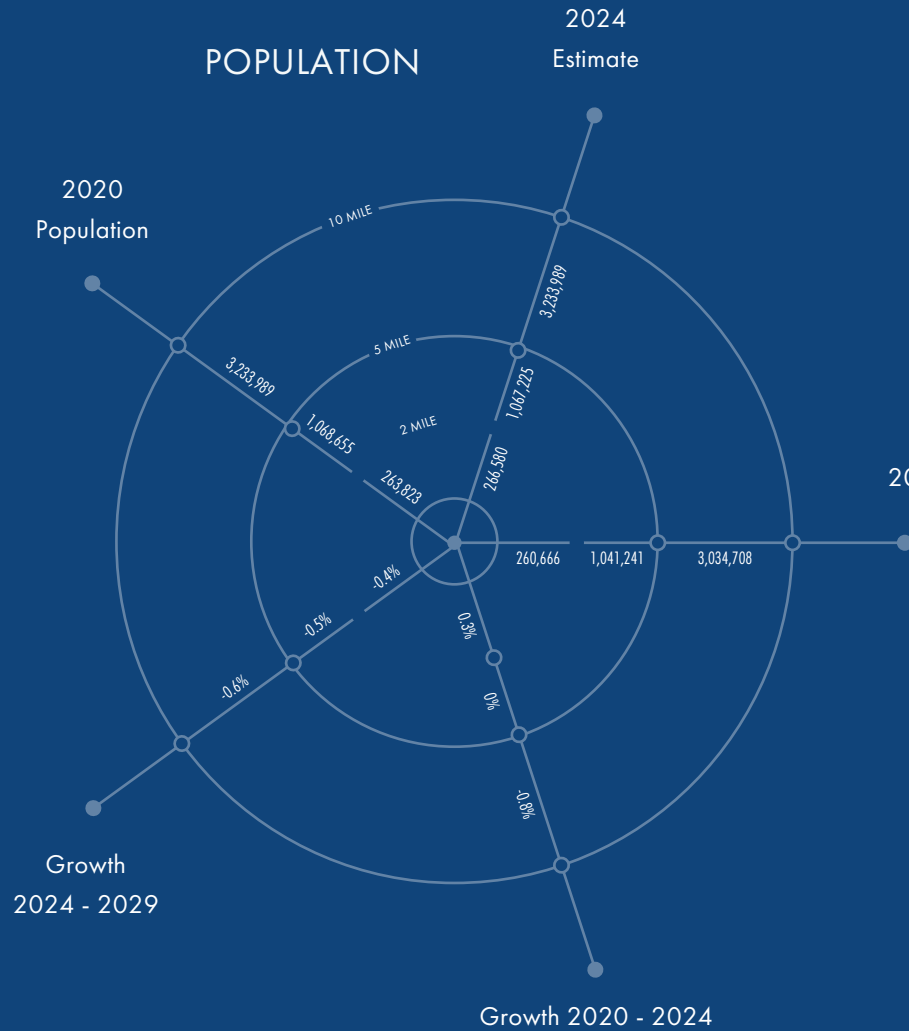 POPULATION
2024
Estimate
2020
Population
10 MILE
5 MILE
2 MILE
3,233,989
1,067,225
266,580
3,233,989
1,068,655
263,823
20
260,666
1,041,241
3,034,708
-0.4%
-0.5%
-0.6%
0.3%
0%
-0.8%
Growth
2024 - 2029
Growth 2020 - 2024